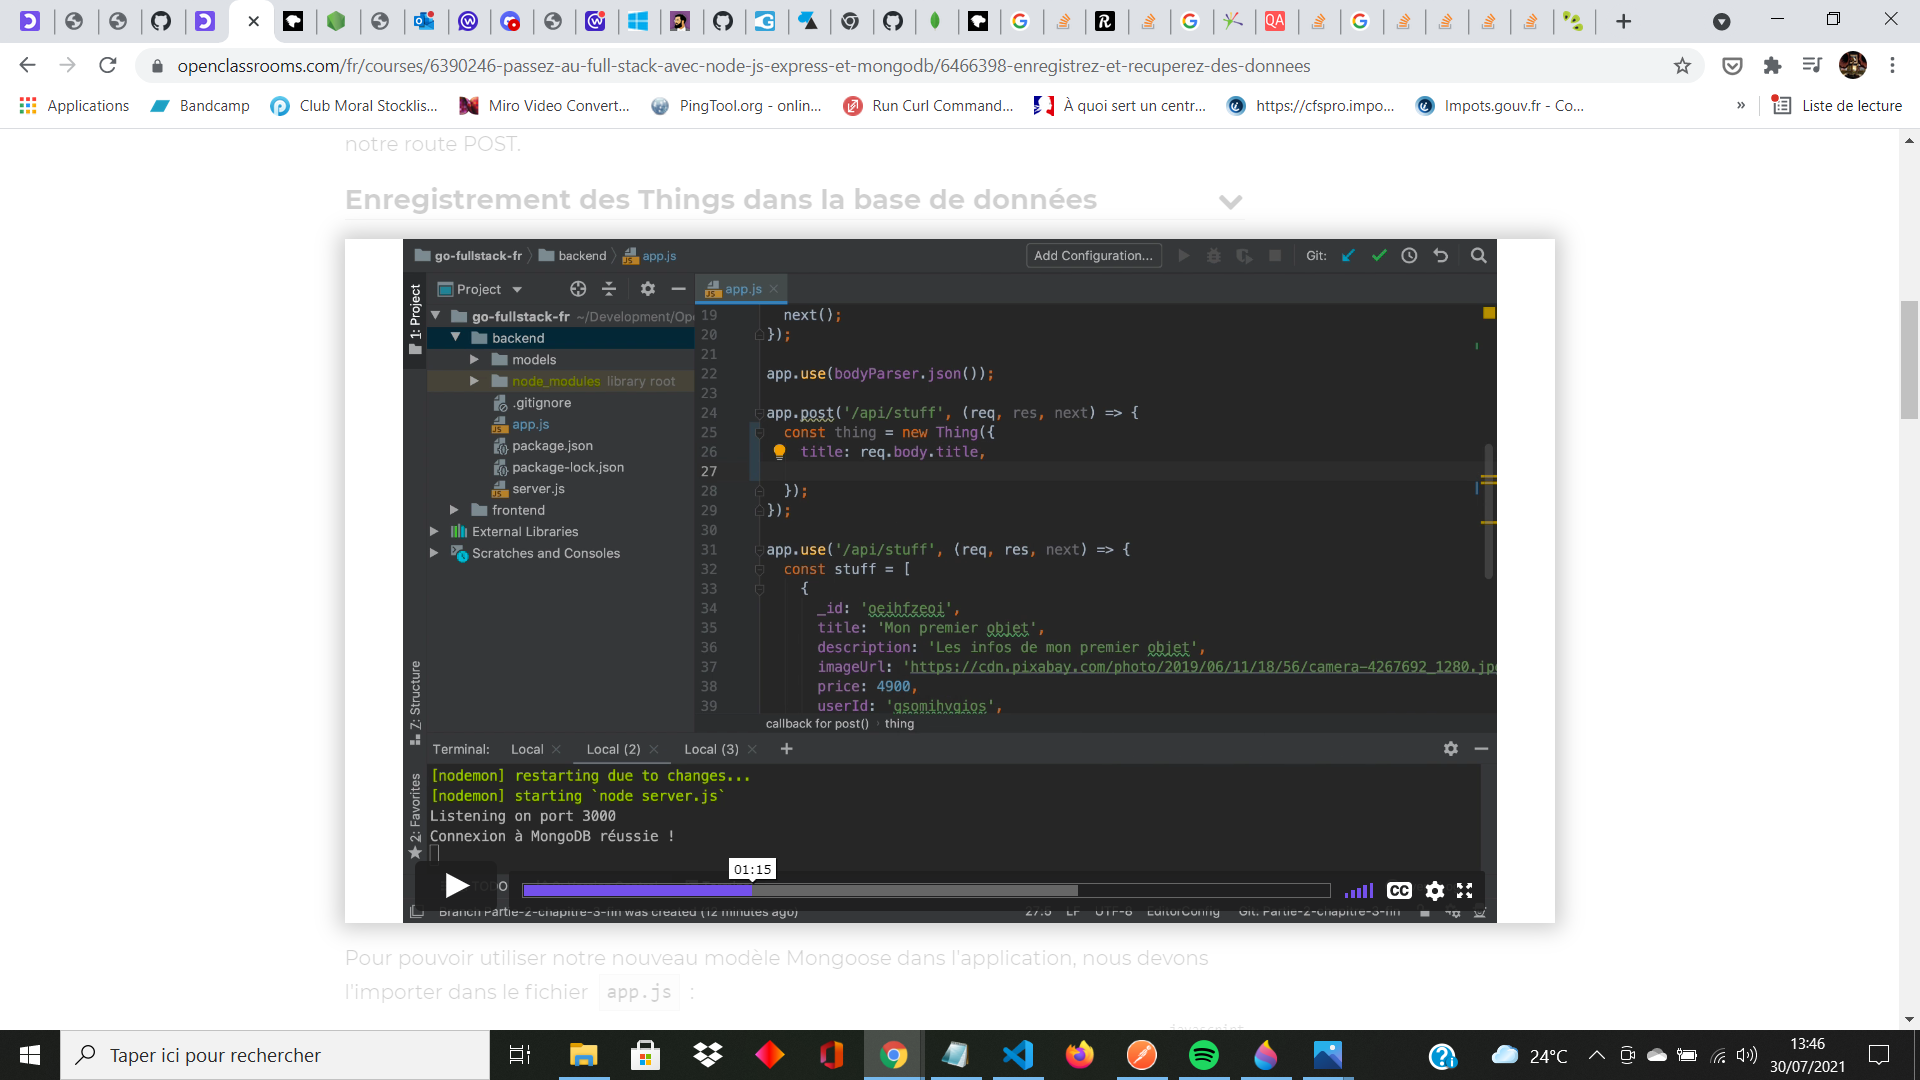 openclassrooms.com/fr/courses/6390246-passez-au-full-stack-avec-node-js-express-et-mongodb/6466398-enregistrez-et-recuperez-des-donnees
Applications Bandcamp Club Moral Stocklis... Miro Video Convert... PingTool.org - onlin... Run Curl Command... À quoi sert un centr... https://cfspro.impo... Impots.gouv.fr - Co... » Liste de lecture
notre route POST.
Enregistrement des Things dans la base de données
go-fullstack-fr backend app.js Add Configuration... Git:
Project app.js
1: Project
go-fullstack-fr ~/Development/Ope
backend
models
node_modules library root
.gitignore
app.js
package.json
package-lock.json
server.js
frontend
External Libraries
Scratches and Consoles
19 next();
20 });
21
22 app.use(bodyParser.json());
23
24 app.post('/api/stuff', (req, res, next) => {
25 const thing = new Thing({
26 title: req.body.title,
27
28 });
29 });
30
31 app.use('/api/stuff', (req, res, next) => {
32 const stuff = [
33 {
34 _id: 'oeihfzeoi',
35 title: 'Mon premier objet',
36 description: 'Les infos de mon premier objet',
37 imageUrl: 'https://cdn.pixabay.com/photo/2019/06/11/18/56/camera-4267692_1280.jpg
38 price: 4900,
39 userId: 'qsomihvqios',
callback for post() › thing
Z: Structure
2: Favorites
Terminal: Local Local (2) Local (3) +
[nodemon] restarting due to changes...
[nodemon] starting `node server.js`
Listening on port 3000
Connexion à MongoDB réussie !
01:15
CC
Branch Partie-2-chapitre-3-fin was created (12 minutes ago) 27:5 LF UTF-8 EditorConfig Git: Partie-2-chapitre-3-fin
Pour pouvoir utiliser notre nouveau modèle Mongoose dans l'application, nous devons
l'importer dans le fichier app.js :
javascript
Taper ici pour rechercher
24°C
13:46
30/07/2021